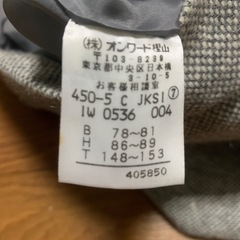 (株)オンワード樫山
〒103-8239
東京都中央区日本橋
3-10-5
お客様相談室
450-5 C JKSI ⑦
IW 0536 004
B 78〜81
H 86〜89
T 148〜153
405850